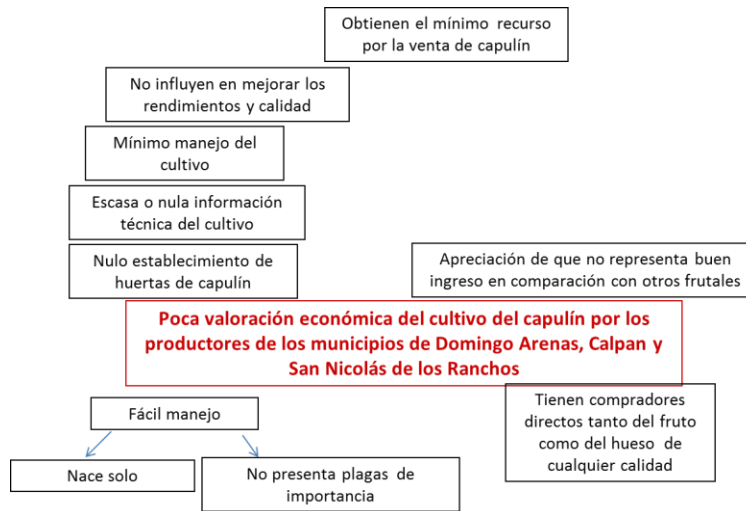 Obtienen el mínimo recurso
por la venta de capulín
No influyen en mejorar los
rendimientos y calidad
Mínimo manejo del
cultivo
Escasa o nula información
técnica del cultivo
Nulo establecimiento de
huertas de capulín
Apreciación de que no representa buen
ingreso en comparación con otros frutales
Poca valoración económica del cultivo del capulín por los
productores de los municipios de Domingo Arenas, Calpan y
San Nicolás de los Ranchos
Fácil manejo
Nace solo
No presenta plagas de
importancia
Tienen compradores
directos tanto del fruto
como del hueso de
cualquier calidad